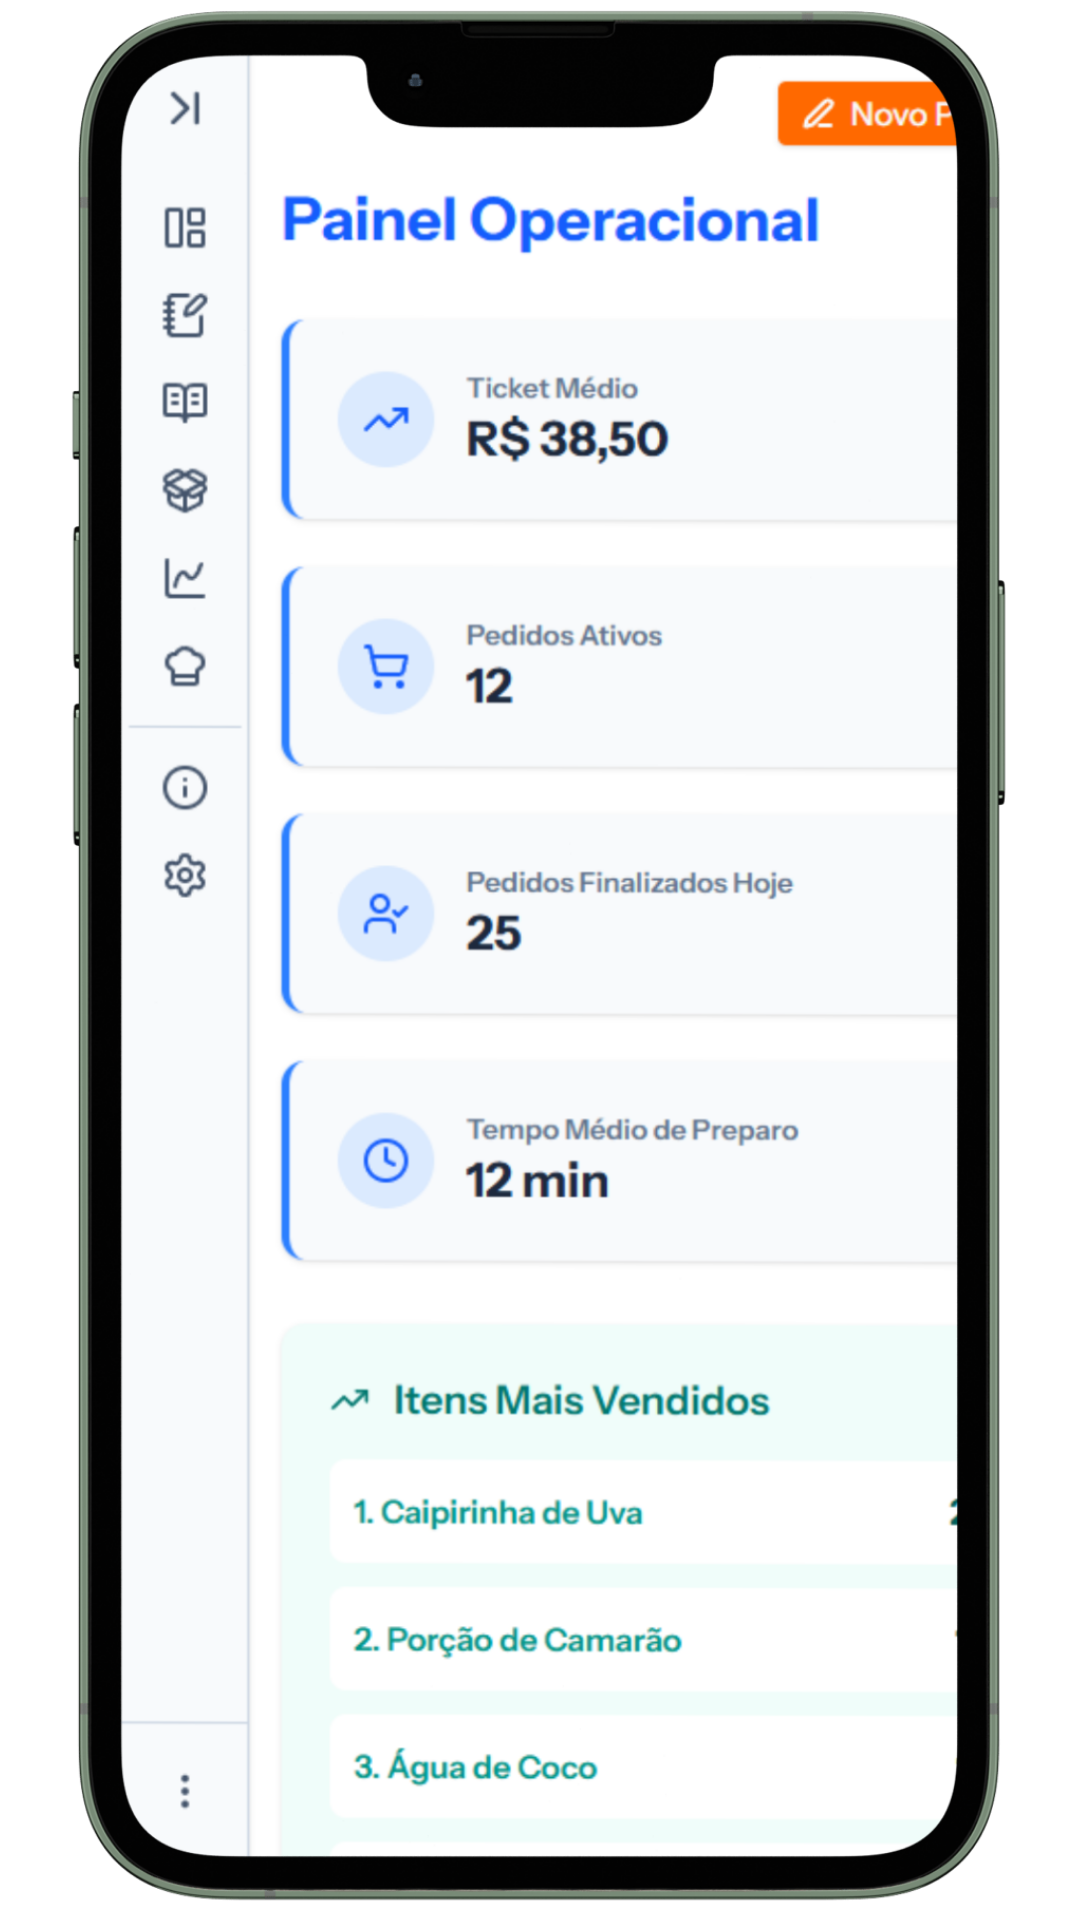 Novo
Painel Operacional
Ticket Médio
R$ 38,50
Pedidos Ativos
12
Pedidos Finalizados Hoje
25
Tempo Médio de Preparo
12 min
Itens Mais Vendidos
1. Caipirinha de Uva
2. Porção de Camarão
3. Água de Coco